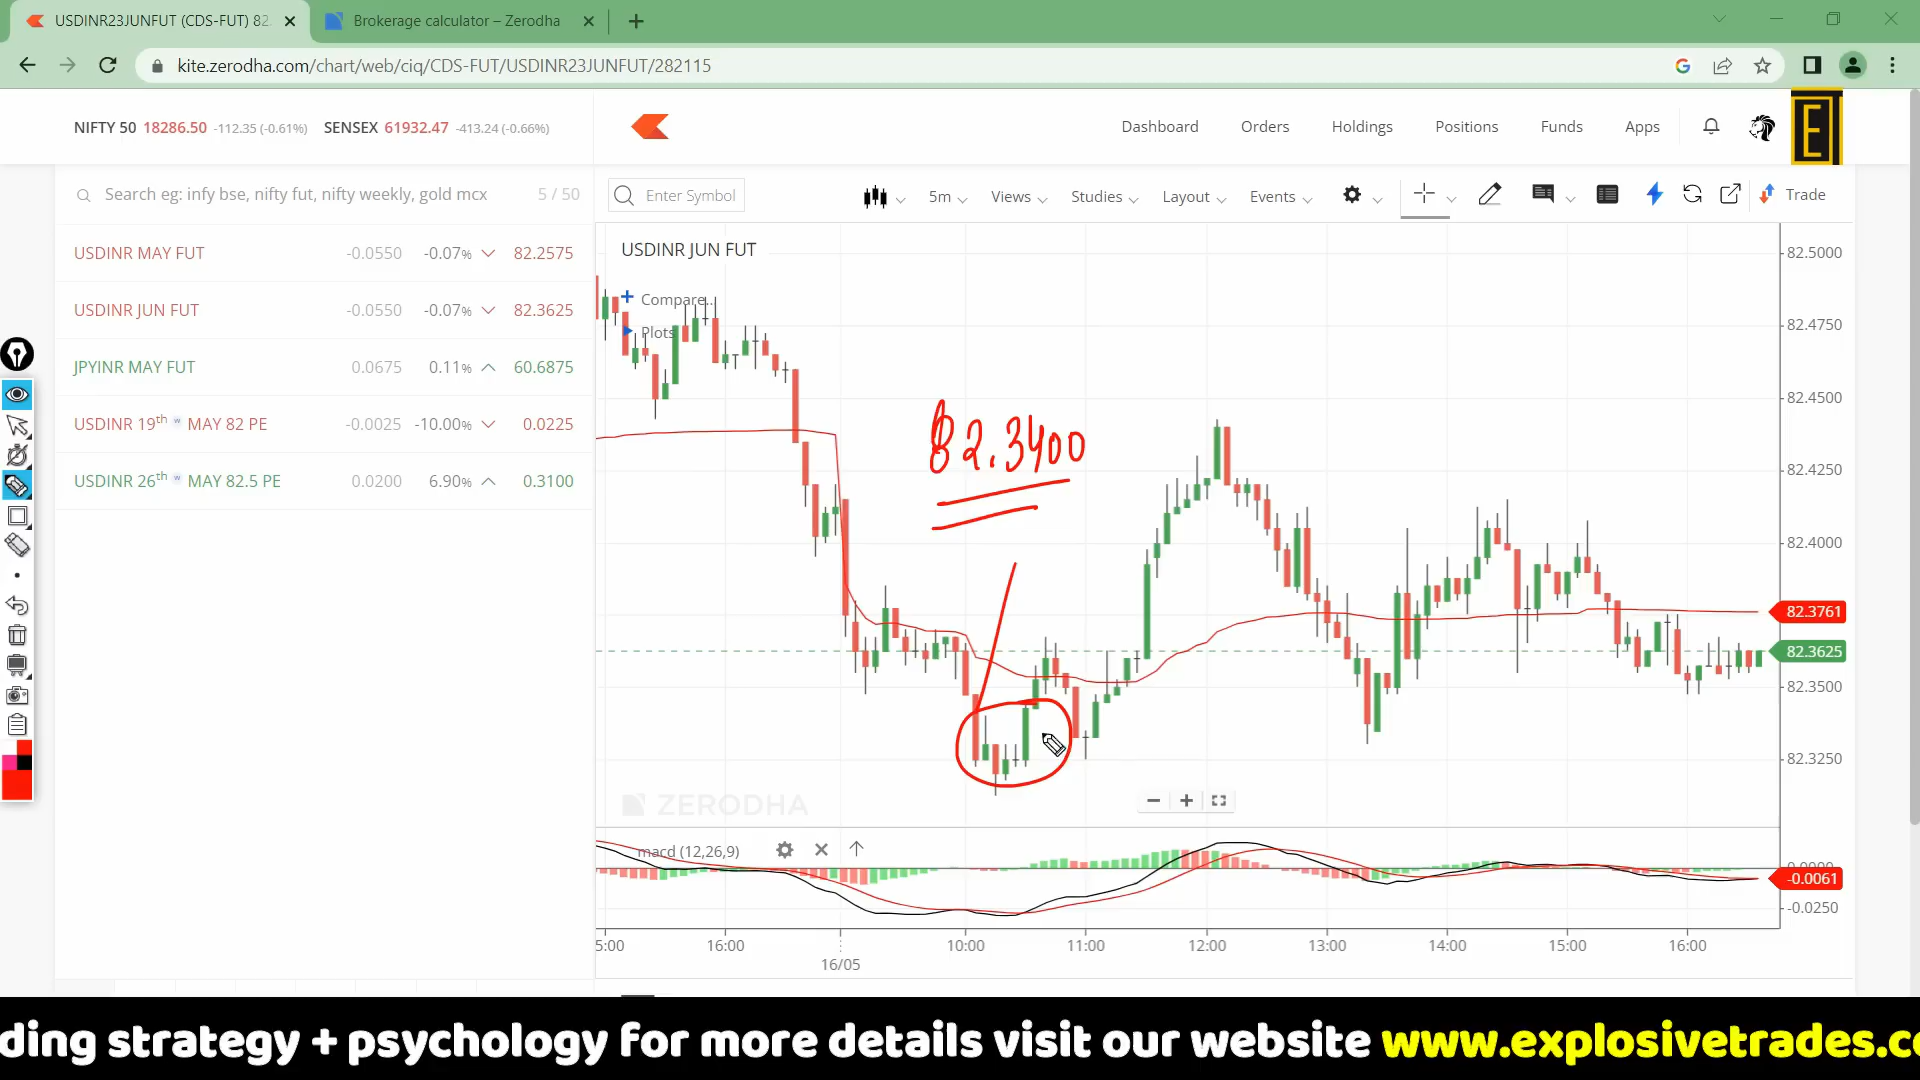 USDINR23JUNFUT (CDS-FUT) 82
Brokerage calculator – Zerodha
kite.zerodha.com/chart/web/ciq/CDS-FUT/USDINR23JUNFUT/282115
NIFTY 50 18286.50 -112.35 (-0.61%) SENSEX 61932.47 -413.24 (-0.66%)
Dashboard Orders Holdings Positions Funds Apps
E
Search eg: infy bse, nifty fut, nifty weekly, gold mcx 5 / 50
Enter Symbol 5m Views Studies Layout Events Trade
USDINR MAY FUT -0.0550 -0.07% 82.2575
USDINR JUN FUT -0.0550 -0.07% 82.3625
JPYINR MAY FUT 0.0675 0.11% 60.6875
USDINR 19th w MAY 82 PE -0.0025 -10.00% 0.0225
USDINR 26th w MAY 82.5 PE 0.0200 6.90% 0.3100
USDINR JUN FUT
Compare...
Plots
82.3400
82.5000
82.4750
82.4500
82.4250
82.4000
82.3761
82.3625
82.3500
82.3250
ZERODHA
macd (12,26,9)
0.0000
-0.0061
-0.0250
5:00 16:00 10:00 11:00 12:00 13:00 14:00 15:00 16:00
16/05
ding strategy + psychology for more details visit our website www.explosivetrades.c